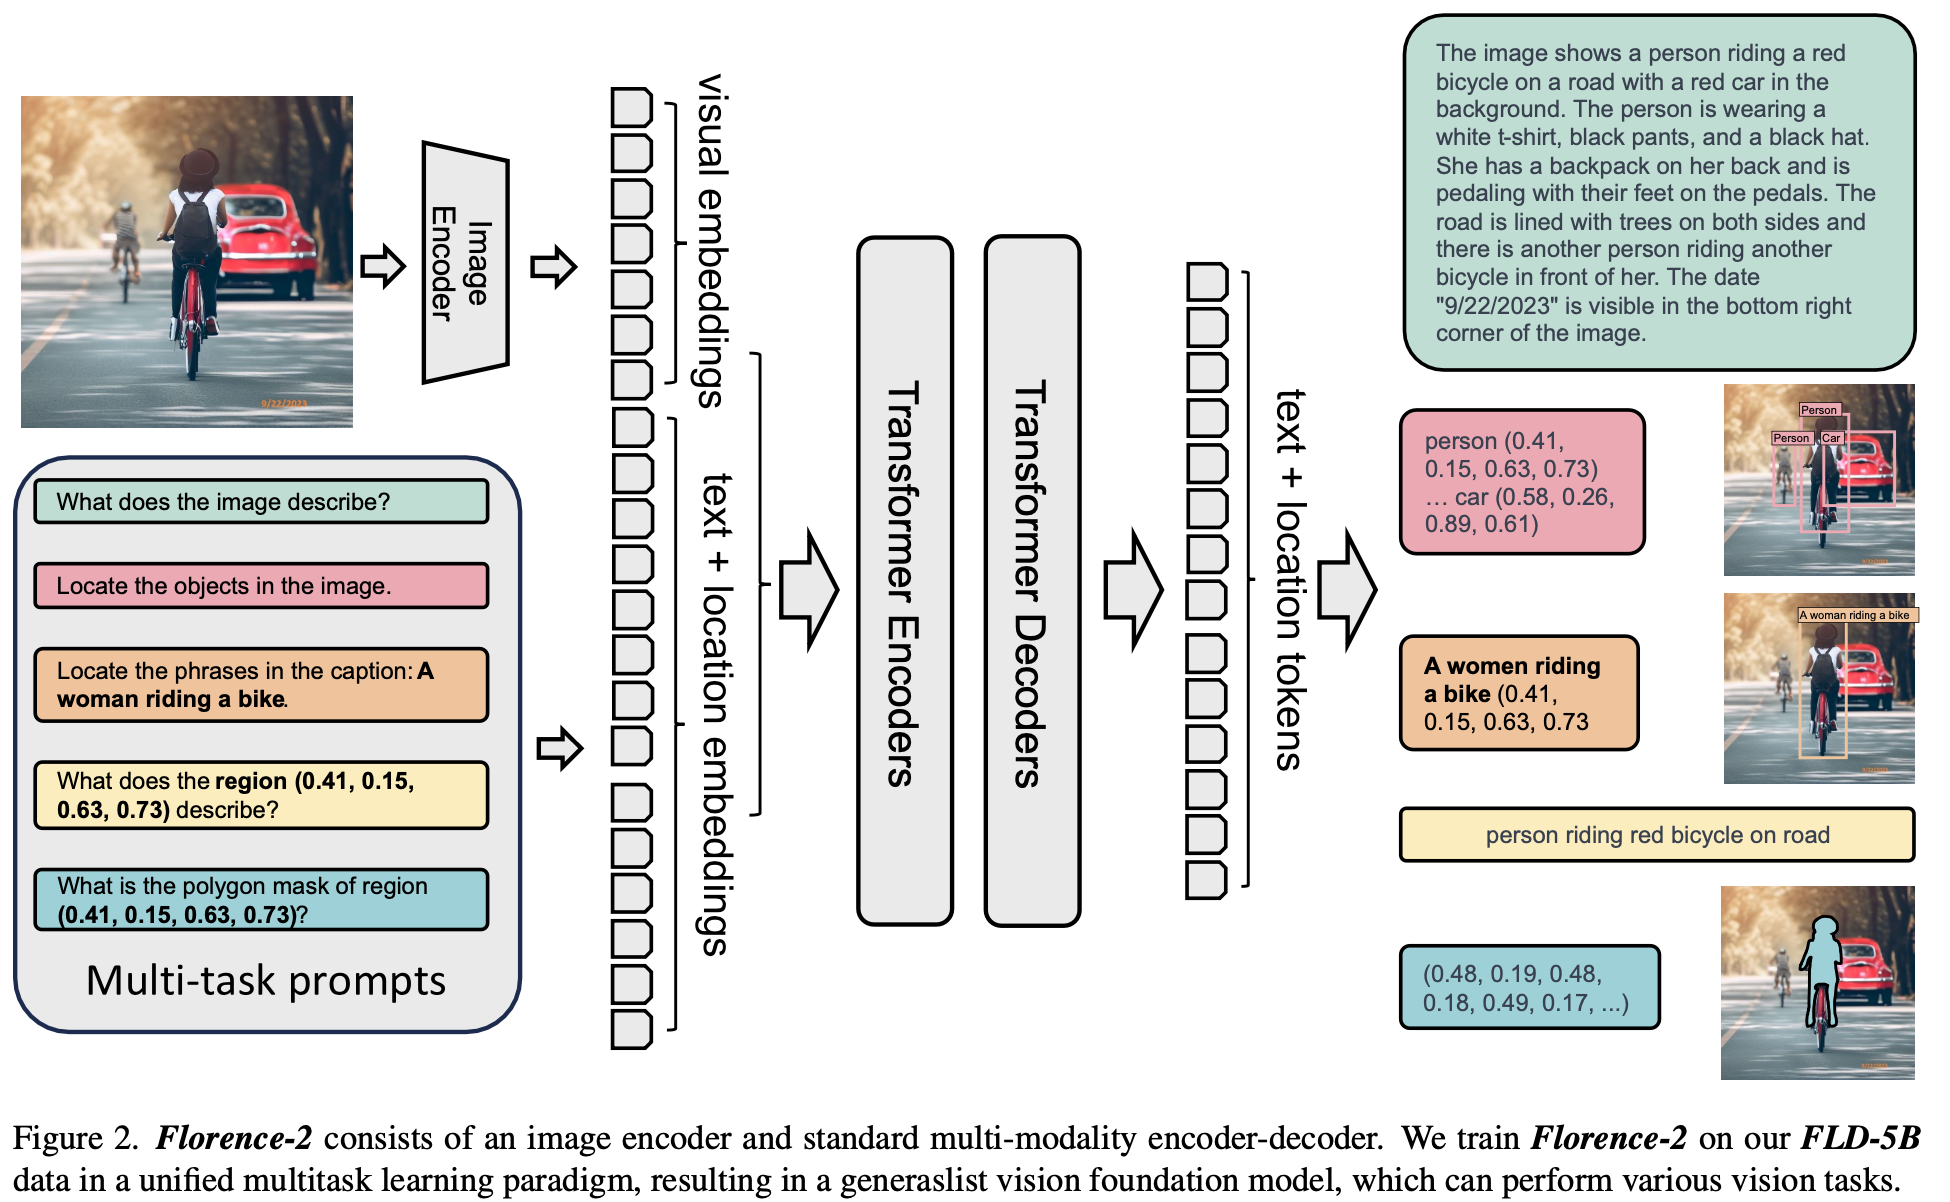 9/22/2023
What does the image describe?
Locate the objects in the image.
Locate the phrases in the caption: A
woman riding a bike.
What does the region (0.41, 0.15,
0.63, 0.73) describe?
What is the polygon mask of region
(0.41, 0.15, 0.63, 0.73)?
Multi-task prompts
Image
Encoder
visual embeddings
text + location embeddings
Transformer Encoders
Transformer Decoders
text + location tokens
The image shows a person riding a red
bicycle on a road with a red car in the
background. The person is wearing a
white t-shirt, black pants, and a black hat.
She has a backpack on her back and is
pedaling with their feet on the pedals. The
road is lined with trees on both sides and
there is another person riding another
bicycle in front of her. The date
"9/22/2023" is visible in the bottom right
corner of the image.
person (0.41,
0.15, 0.63, 0.73)
... car (0.58, 0.26,
0.89, 0.61)
Person
Person
Car
A women riding
a bike (0.41,
0.15, 0.63, 0.73
A woman riding a bike
person riding red bicycle on road
(0.48, 0.19, 0.48,
0.18, 0.49, 0.17, ...)
Figure 2. Florence-2 consists of an image encoder and standard multi-modality encoder-decoder. We train Florence-2 on our FLD-5B
data in a unified multitask learning paradigm, resulting in a generaslist vision foundation model, which can perform various vision tasks.